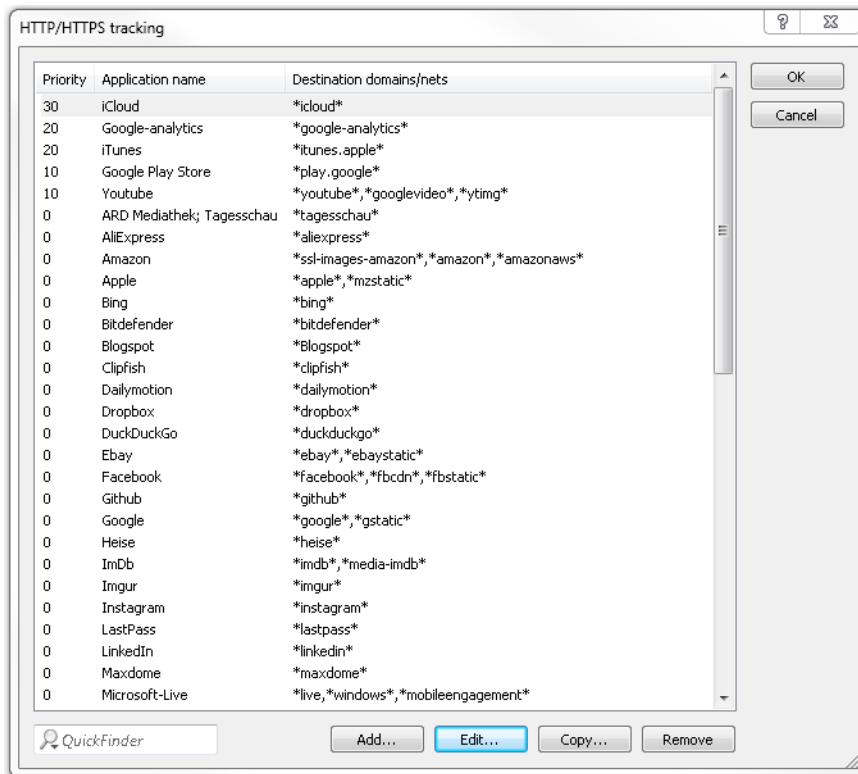 HTTP/HTTPS tracking
Priority Application name Destination domains/nets
30 iCloud *icloud*
20 Google-analytics *google-analytics*
20 iTunes *itunes.apple*
10 Google Play Store *play.google*
10 Youtube *youtube*,*googlevideo*,*ytimg*
0 ARD Mediathek; Tagesschau *tagesschau*
0 AliExpress *aliexpress*
0 Amazon *ssl-images-amazon*,*amazon*,*amazonaws*
0 Apple *apple*,*mzstatic*
0 Bing *bing*
0 Bitdefender *bitdefender*
0 Blogspot *Blogspot*
0 Clipfish *clipfish*
0 Dailymotion *dailymotion*
0 Dropbox *dropbox*
0 DuckDuckGo *duckduckgo*
0 Ebay *ebay*,*ebaystatic*
0 Facebook *facebook*,*fbcdn*,*fbstatic*
0 Github *github*
0 Google *google*,*gstatic*
0 Heise *heise*
0 ImDb *imdb*,*media-imdb*
0 Imgur *imgur*
0 Instagram *instagram*
0 LastPass *lastpass*
0 LinkedIn *linkedin*
0 Maxdome *maxdome*
0 Microsoft-Live *live,*windows*,*mobileengagement*
OK
Cancel
QuickFinder Add... Edit... Copy... Remove